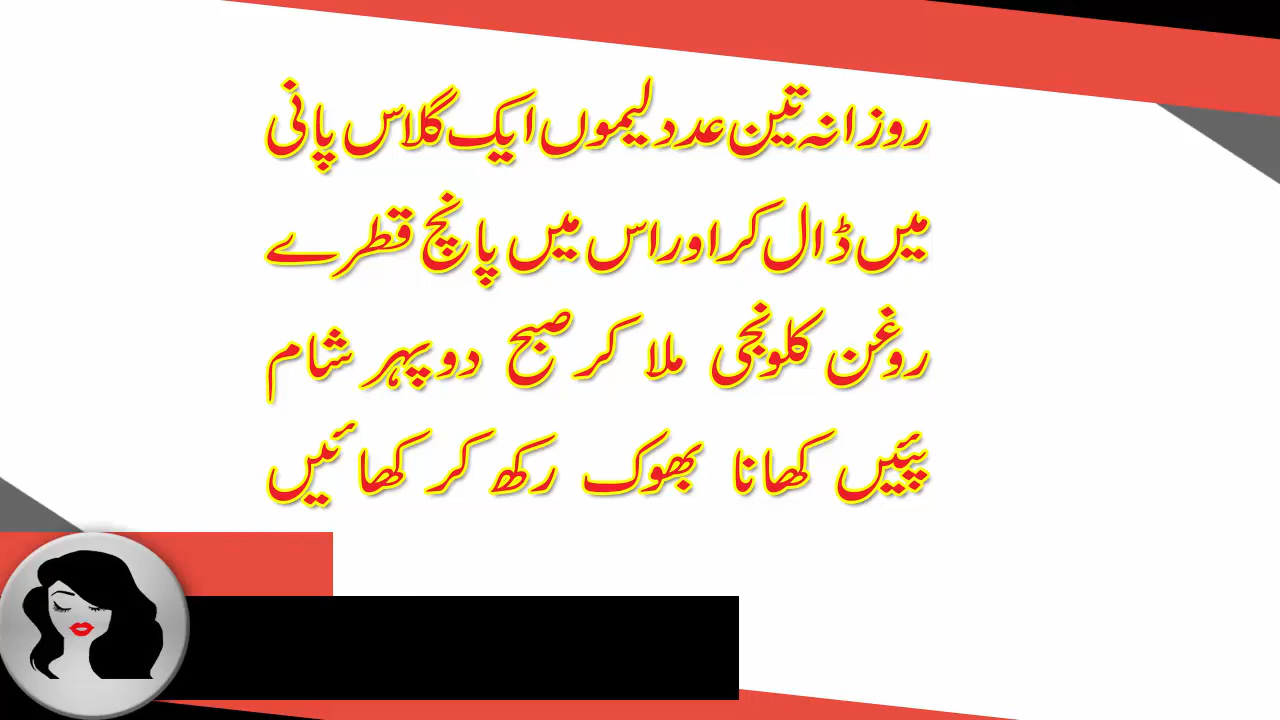 روزانہ تین عدد لیموں ایک گلاس پانی
میں ڈال کر اور اس میں پانچ قطرے
روغن کلونجی ملا کر صبح دوپہر شام
پئیں کھانا بھوک رکھ کر کھائیں